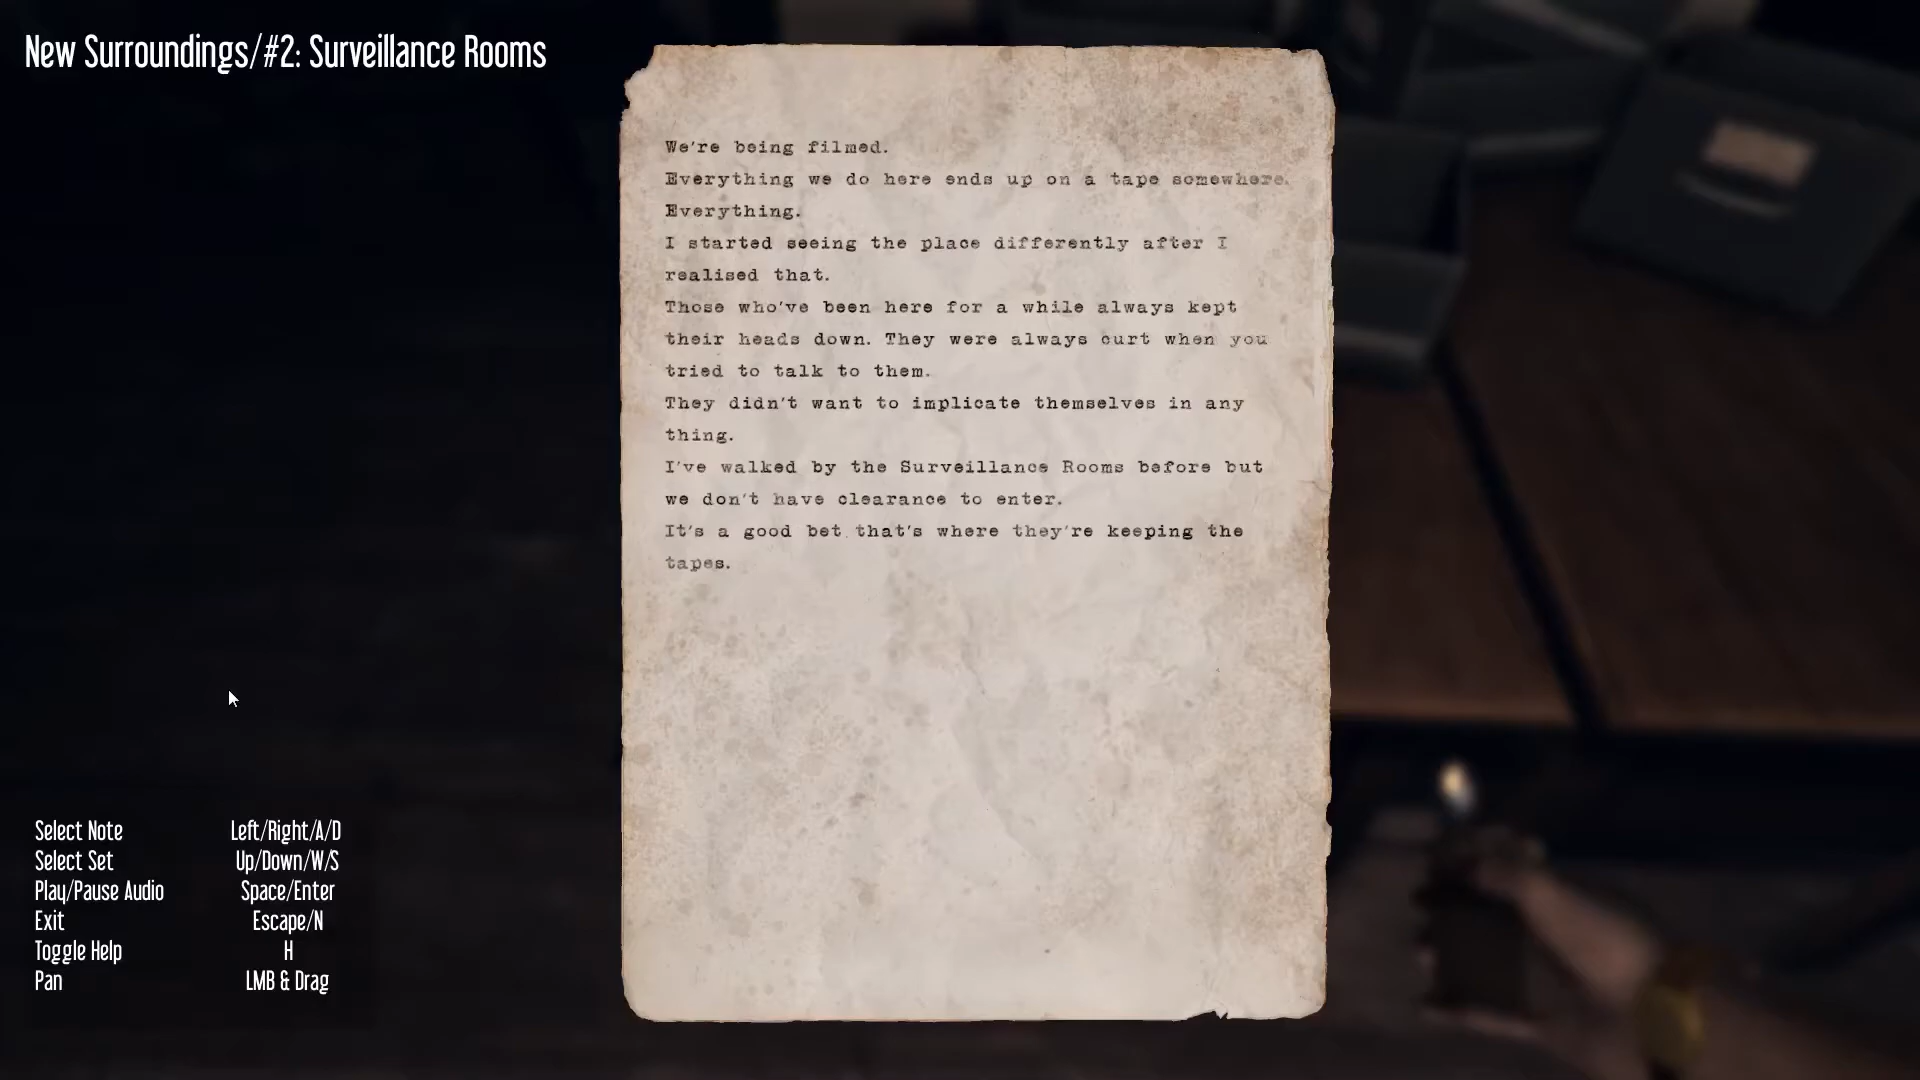 New Surroundings/#2: Surveillance Rooms
We're being filmed.
Everything we do here ends up on a tape somewhere.
Everything.
I started seeing the place differently after I
realised that.
Those who've been here for a while always kept
their heads down. They were always curt when you
tried to talk to them.
They didn't want to implicate themselves in any
thing.
I've walked by the Surveillance Rooms before but
we don't have clearance to enter.
It's a good bet that's where they're keeping the
tapes.
Select Note Left/Right/A/D
Select Set Up/Down/W/S
Play/Pause Audio Space/Enter
Exit Escape/N
Toggle Help H
Pan LMB & Drag